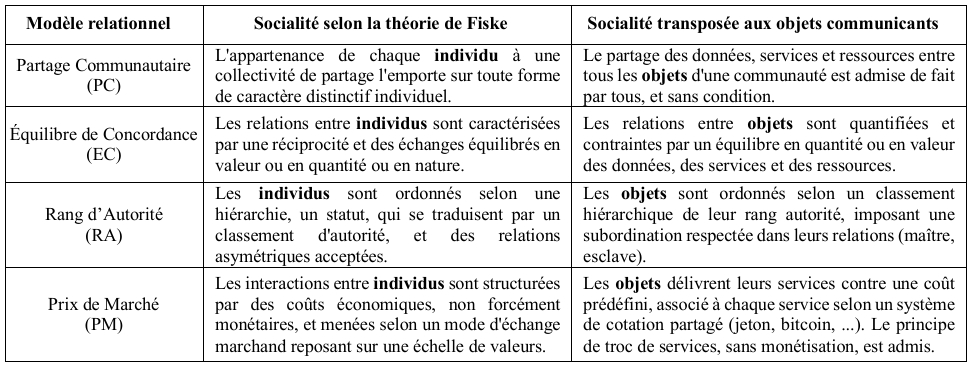 Modèle relationnel
Socialité selon la théorie de Fiske
Socialité transposée aux objets communicants
Partage Communautaire
(PC)
L'appartenance de chaque individu à une
collectivité de partage l'emporte sur toute forme
de caractère distinctif individuel.
Le partage des données, services et ressources entre
tous les objets d'une communauté est admise de fait
par tous, et sans condition.
Équilibre de Concordance
(EC)
Les relations entre individus sont caractérisées
par une réciprocité et des échanges équilibrés en
valeur ou en quantité ou en nature.
Les relations entre objets sont quantifiées et
contraintes par un équilibre en quantité ou en valeur
des données, des services et des ressources.
Rang d'Autorité
(RA)
Les individus sont ordonnés selon une
hiérarchie, un statut, qui se traduisent par un
classement d'autorité, et des relations
asymétriques acceptées.
Les objets sont ordonnés selon un classement
hiérarchique de leur rang autorité, imposant une
subordination respectée dans leurs relations (maître,
esclave).
Prix de Marché
(PM)
Les interactions entre individus sont structurées
par des coûts économiques, non forcément
monétaires, et menées selon un mode d'échange
marchand reposant sur une échelle de valeurs.
Les objets délivrent leurs services contre une coût
prédéfini, associé à chaque service selon un système
de cotation partagé (jeton, bitcoin, ...). Le principe
de troc de services, sans monétisation, est admis.